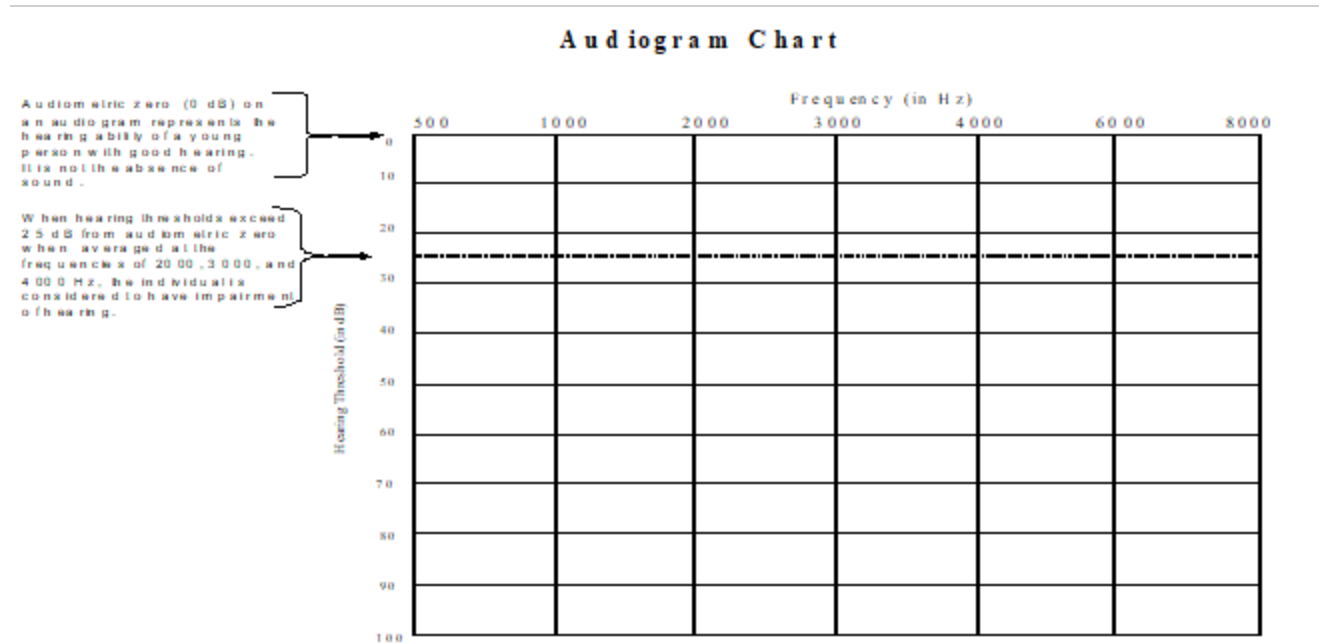 Audiogram Chart
Audiometric zero (0 dB) on
an audiogram represents the
hearing ability of a young
person with good hearing.
It is not the absence of
sound.
When hearing thresholds exceed
25 dB from audiometric zero
when averaged at the
frequencies of 2000, 3000, and
4000 Hz, the individual is
considered to have impairment
of hearing.
Frequency (in Hz)
500 1000 2000 3000 4000 6000 8000
Hearing Threshold (in dB)
0
10
20
30
40
50
60
70
80
90
100